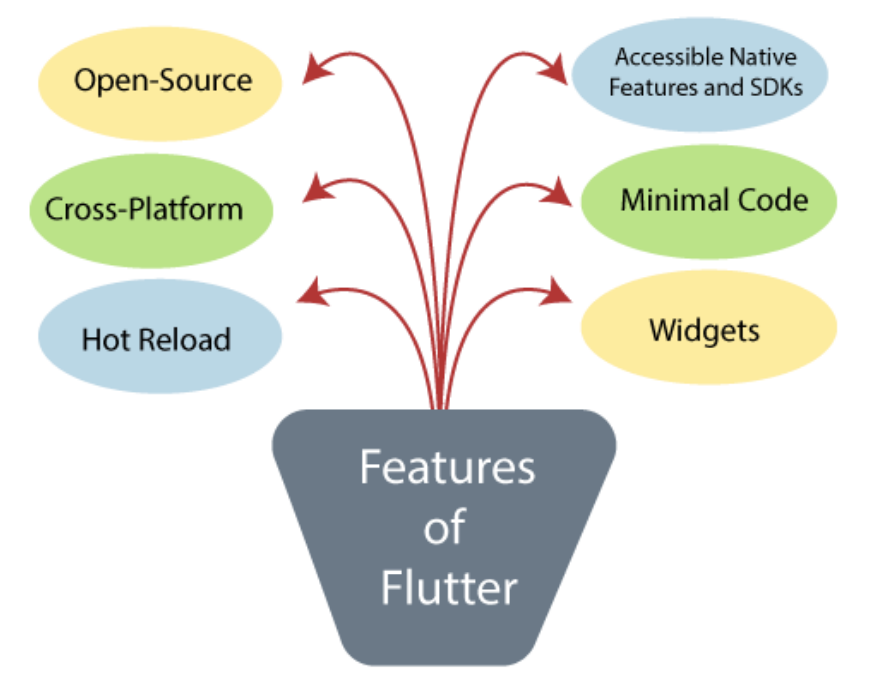 Open-Source
Accessible Native
Features and SDKs
Cross-Platform
Minimal Code
Hot Reload
Widgets
Features
of
Flutter